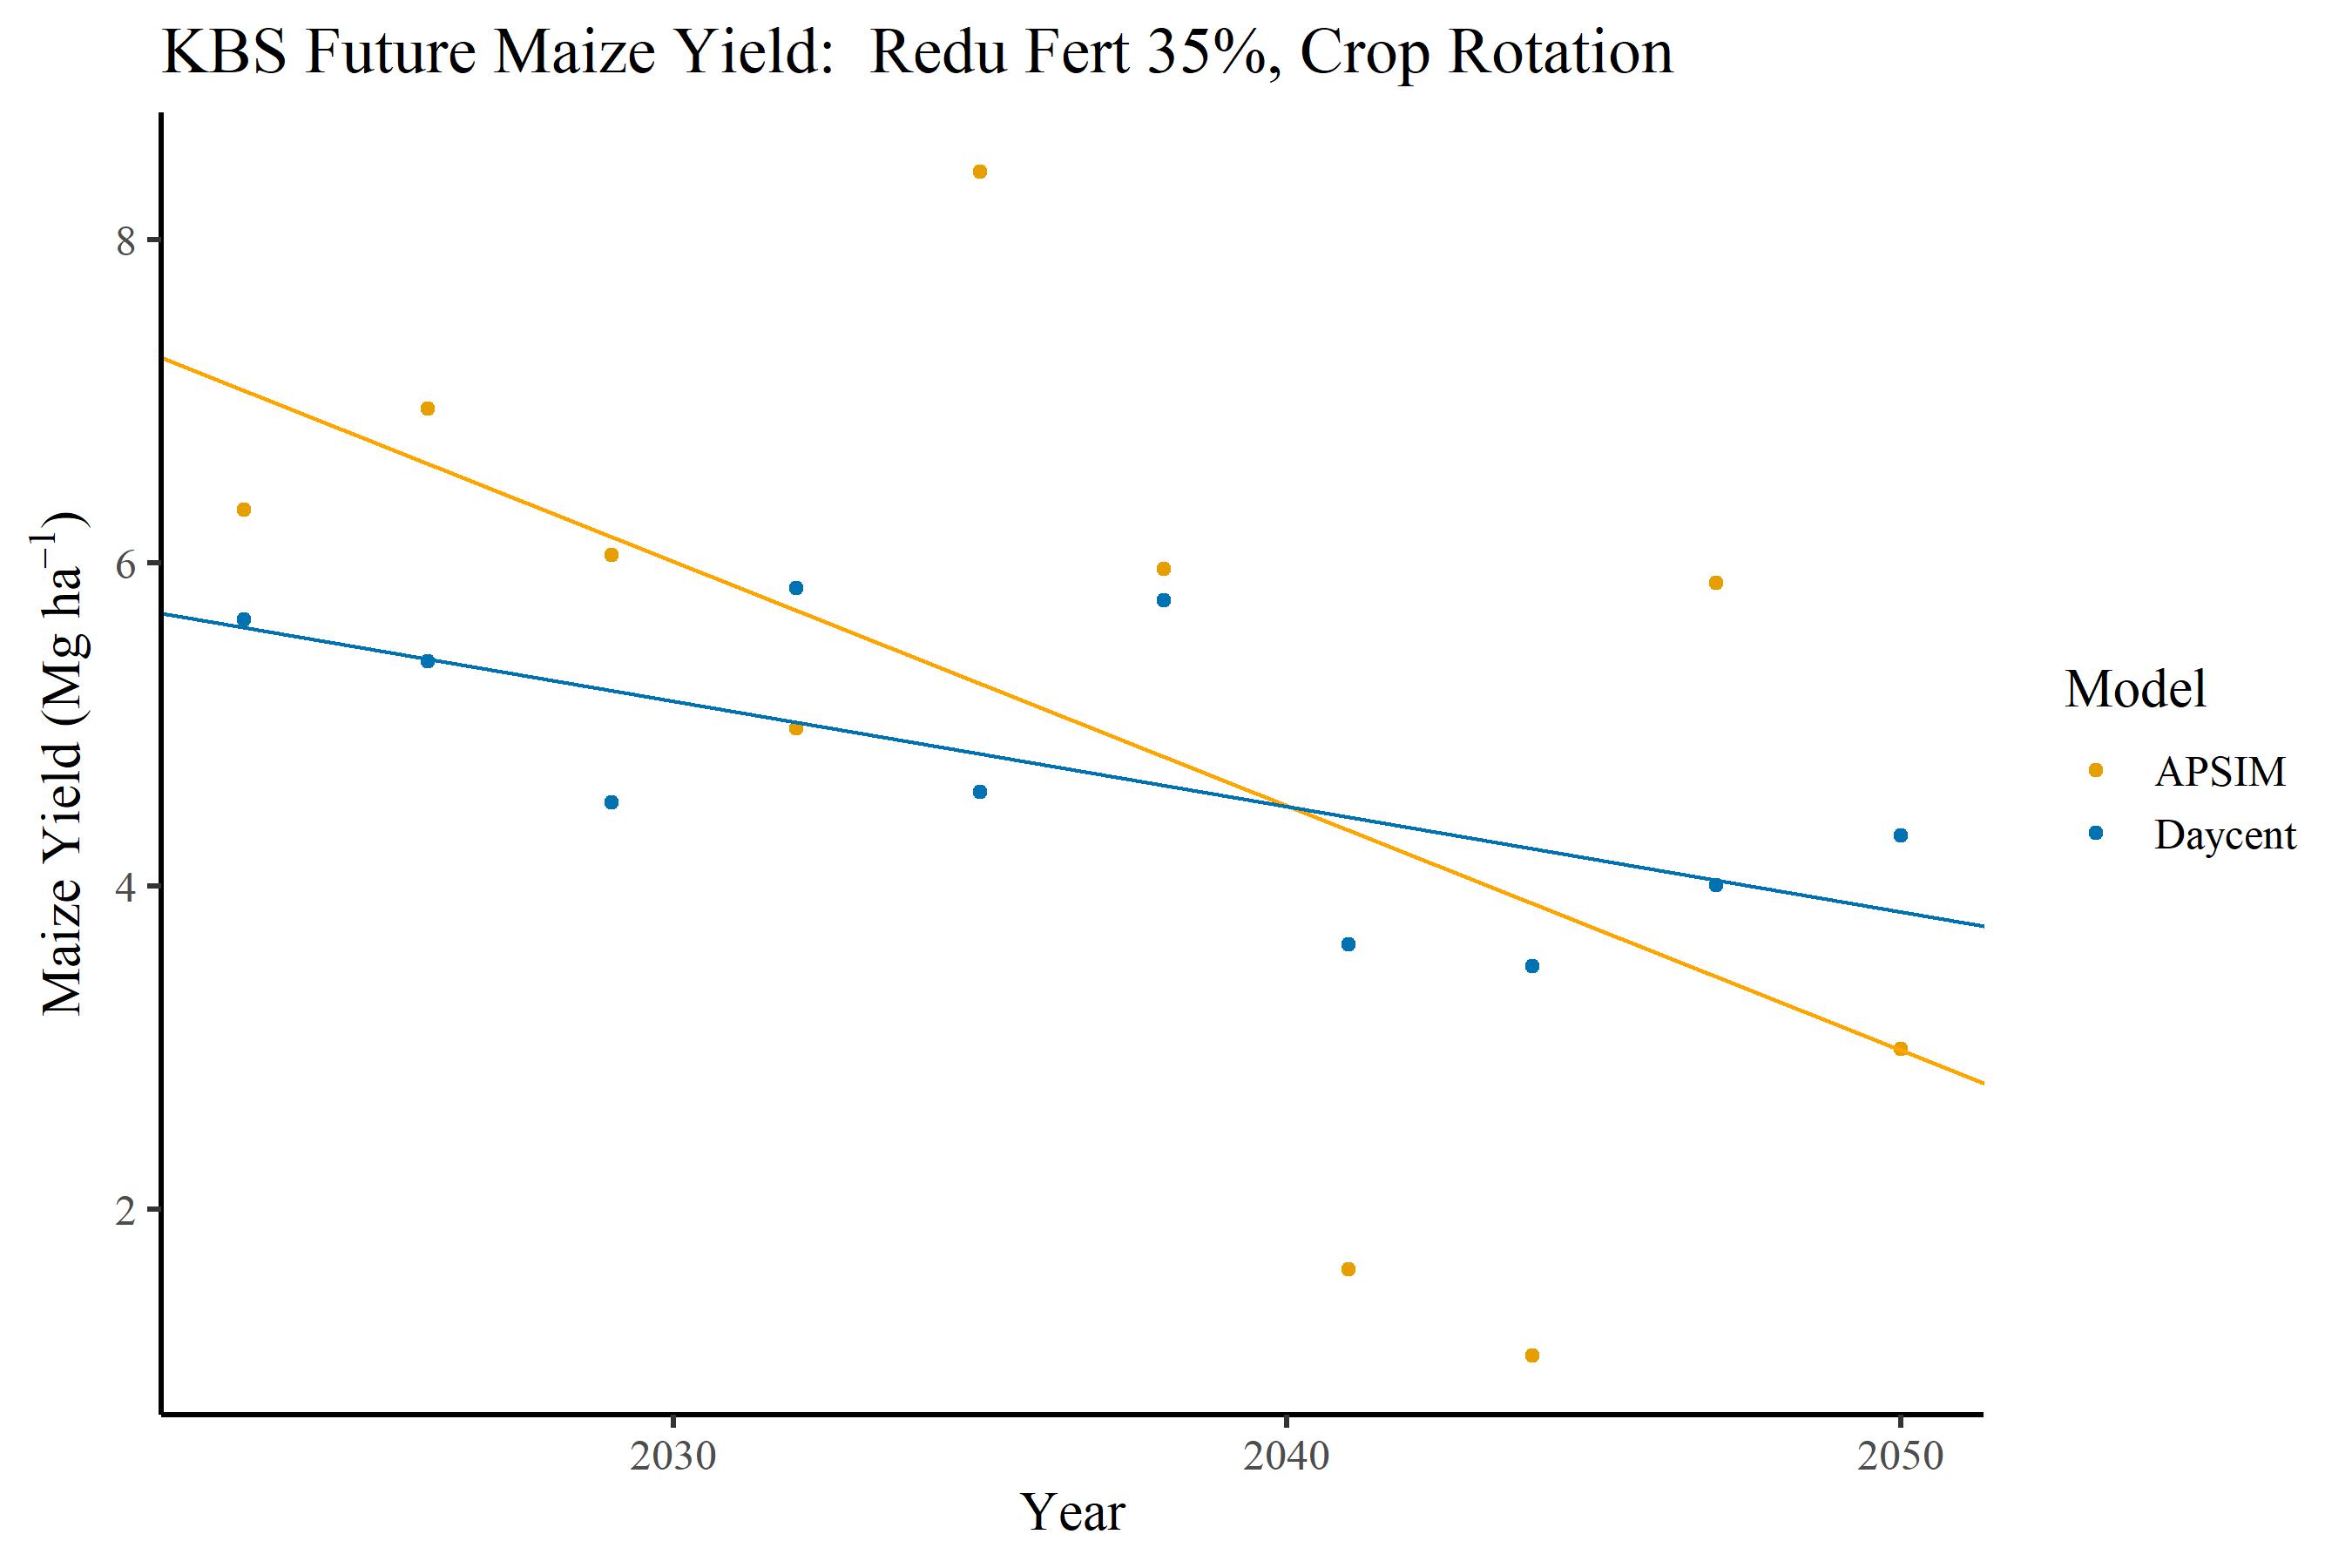 KBS Future Maize Yield:  Redu Fert 35%, Crop Rotation
Maize Yield (Mg ha⁻¹)
8
6
4
2
2030
2040
2050
Year
Model
APSIM
Daycent